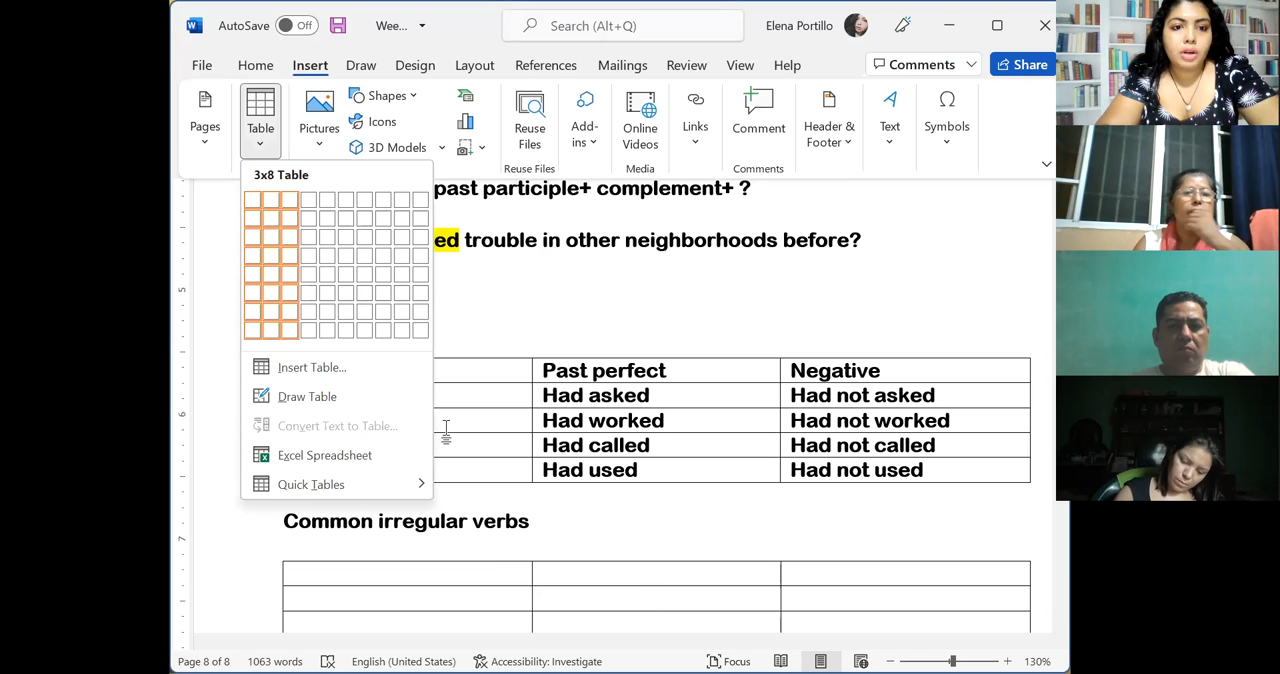 AutoSave Off Wee... Search (Alt+Q) Elena Portillo
File Home Insert Draw Design Layout References Mailings Review View Help Comments Share
Pages Table Pictures Shapes Icons 3D Models Reuse Files Add-ins Online Videos Links Comment Header & Footer Text Symbols
Reuse Files Media Comments
3x8 Table
Insert Table...
Draw Table
Convert Text to Table...
Excel Spreadsheet
Quick Tables
past participle+ complement+ ?
ed trouble in other neighborhoods before?
Past perfect Negative
Had asked Had not asked
Had worked Had not worked
Had called Had not called
Had used Had not used
Common irregular verbs
5
6
7
Page 8 of 8 1063 words English (United States) Accessibility: Investigate Focus 130%